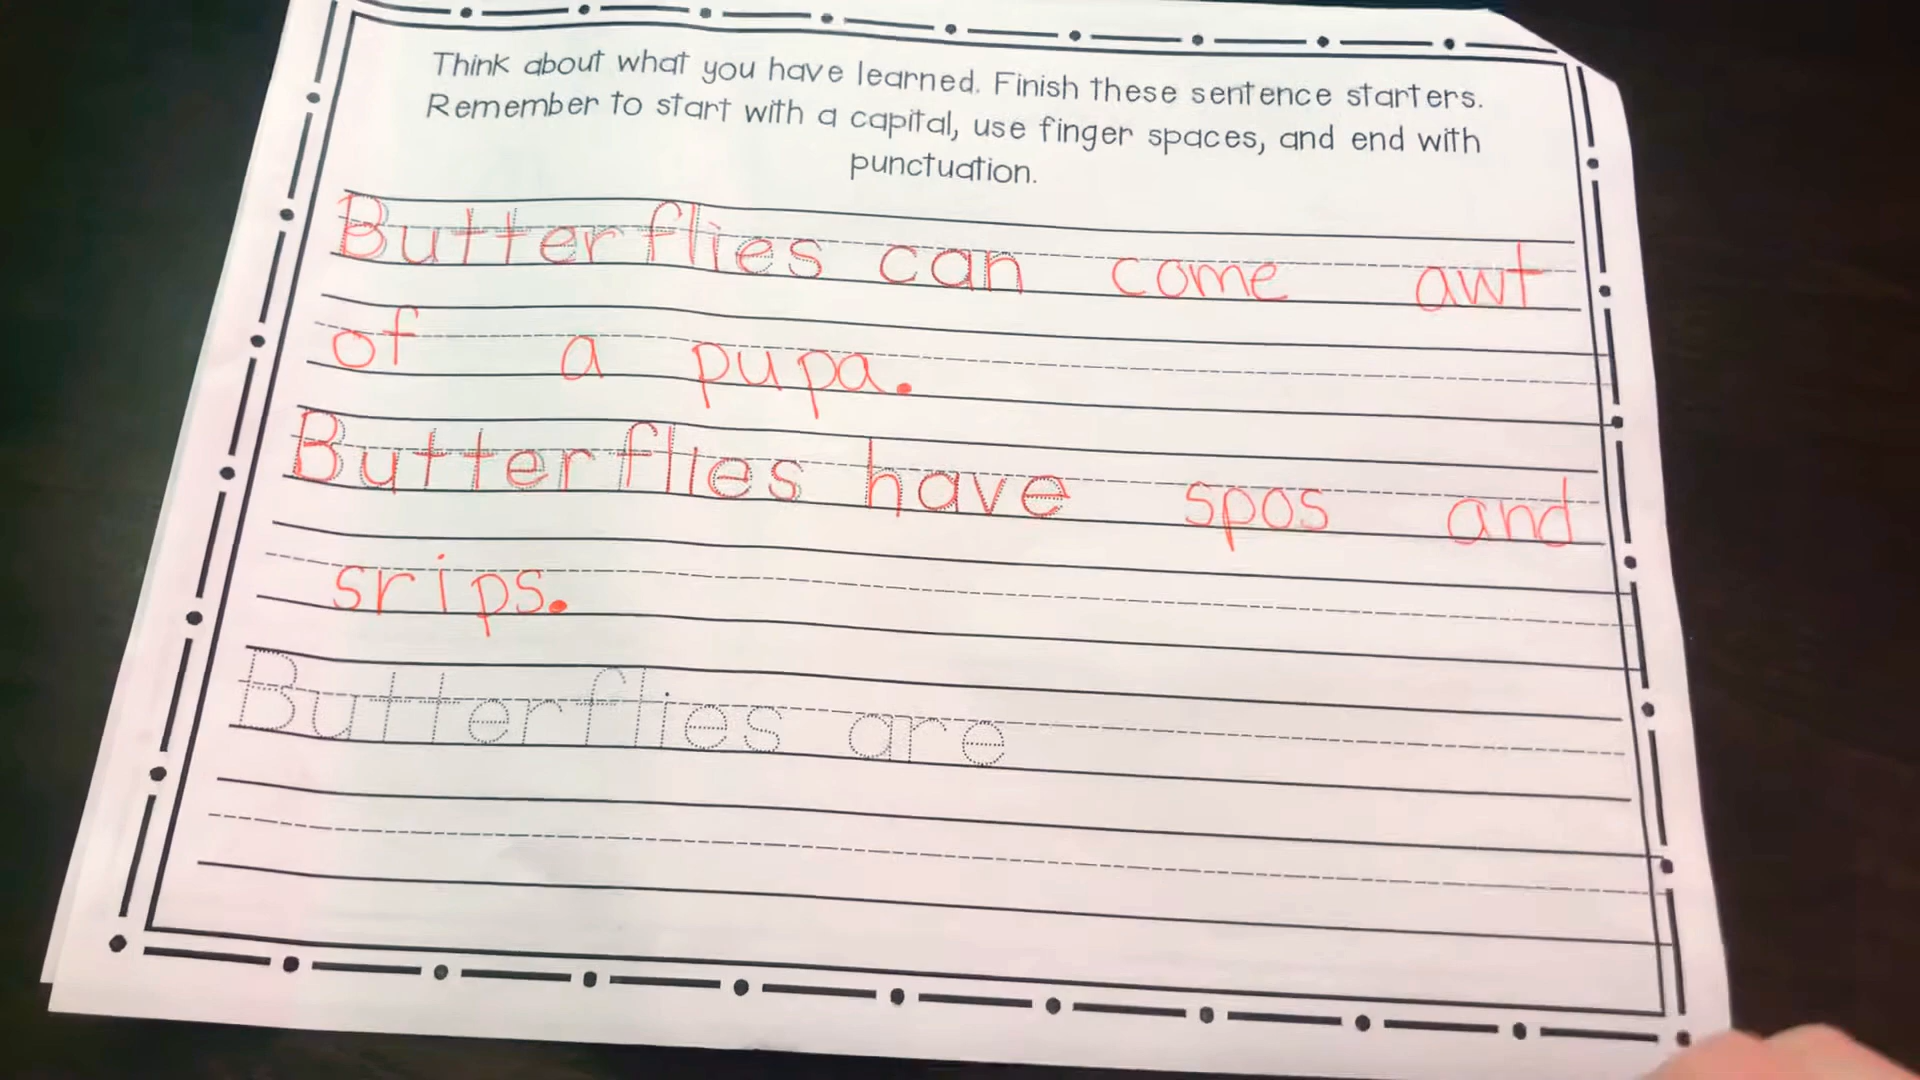 Think about what you have learned. Finish these sentence starters.
Remember to start with a capital, use finger spaces, and end with
punctuation.
Butterflies can come awt
of a pupa.
Butterflies have spos and
srips.
Butterflies are